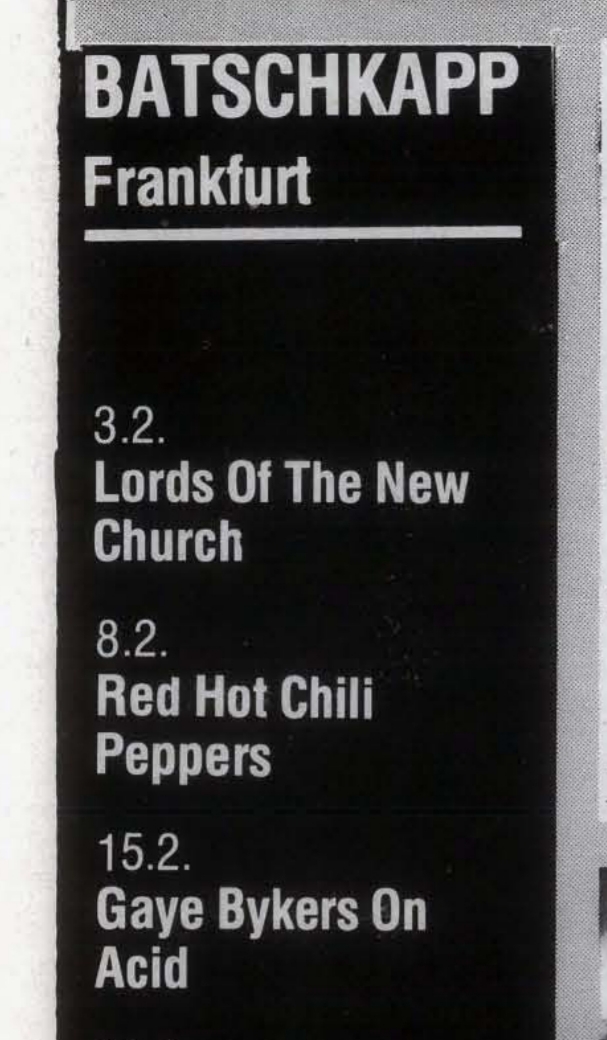 BATSCHKAPP
Frankfurt
3.2.
Lords Of The New
Church
8.2.
Red Hot Chili
Peppers
15.2.
Gaye Bykers On
Acid